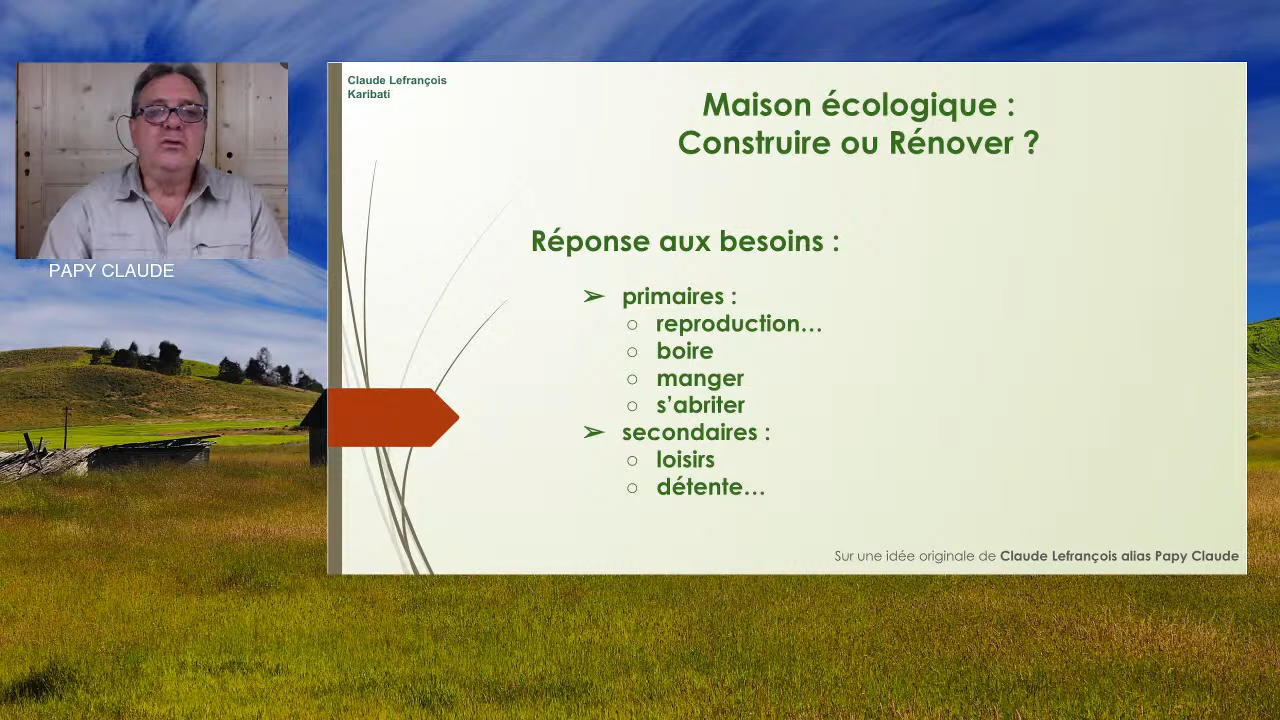 Claude Lefrançois
Karibati
Maison écologique :
Construire ou Rénover ?
PAPY CLAUDE
Réponse aux besoins :
➢ primaires :
○ reproduction…
○ boire
○ manger
○ s’abriter
➢ secondaires :
○ loisirs
○ détente…
Sur une idée originale de Claude Lefrançois alias Papy Claude